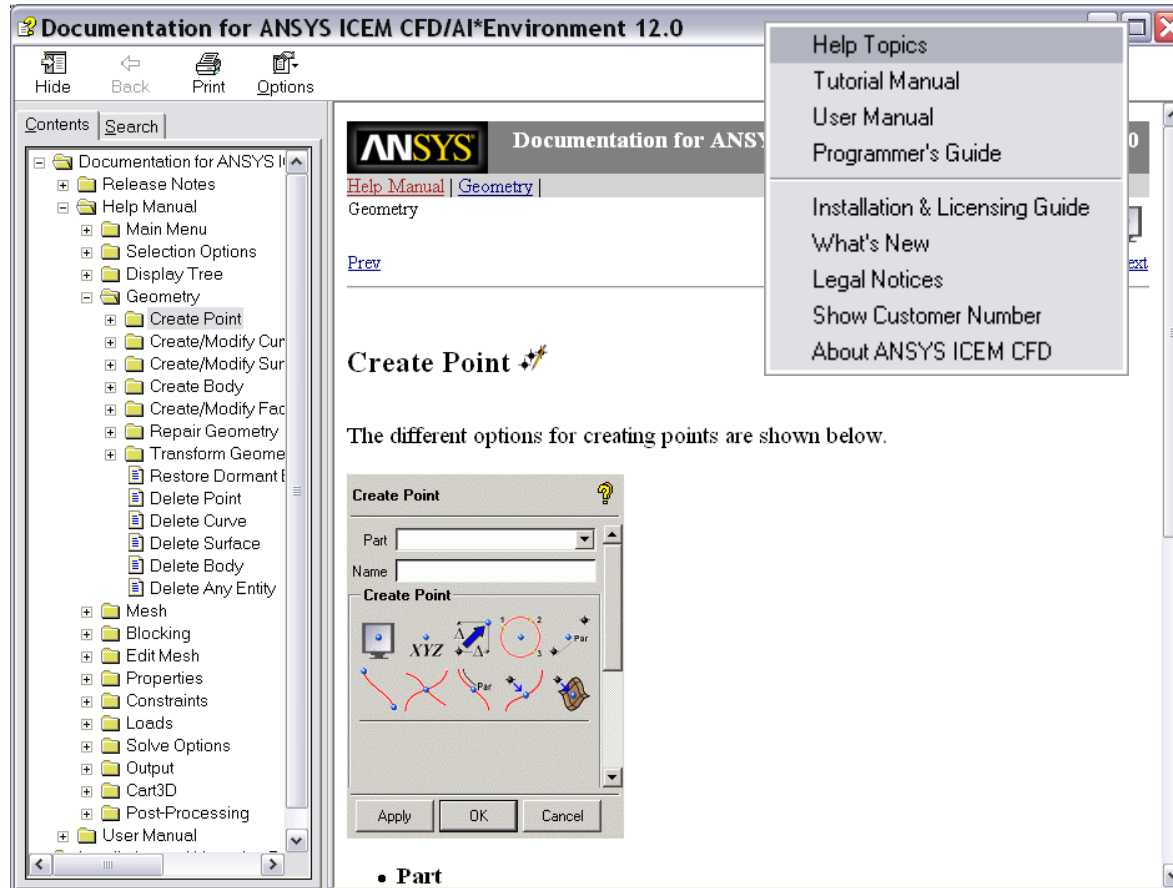 Documentation for ANSYS ICEM CFD/AI*Environment 12.0
Hide Back Print Options
Contents Search
Documentation for ANSYS I
Release Notes
Help Manual
Main Menu
Selection Options
Display Tree
Geometry
Create Point
Create/Modify Cur
Create/Modify Sur
Create Body
Create/Modify Fac
Repair Geometry
Transform Geome
Restore Dormant
Delete Point
Delete Curve
Delete Surface
Delete Body
Delete Any Entity
Mesh
Blocking
Edit Mesh
Properties
Constraints
Loads
Solve Options
Output
Cart3D
Post-Processing
User Manual
ANSYS Documentation for ANSY 0
Help Manual | Geometry |
Geometry
Prev ext
Create Point
The different options for creating points are shown below.
Create Point
Part
Name
Create Point
XYZ Δ Δ 1 2 3 Par
Par
Apply OK Cancel
• Part
Help Topics
Tutorial Manual
User Manual
Programmer's Guide
Installation & Licensing Guide
What's New
Legal Notices
Show Customer Number
About ANSYS ICEM CFD